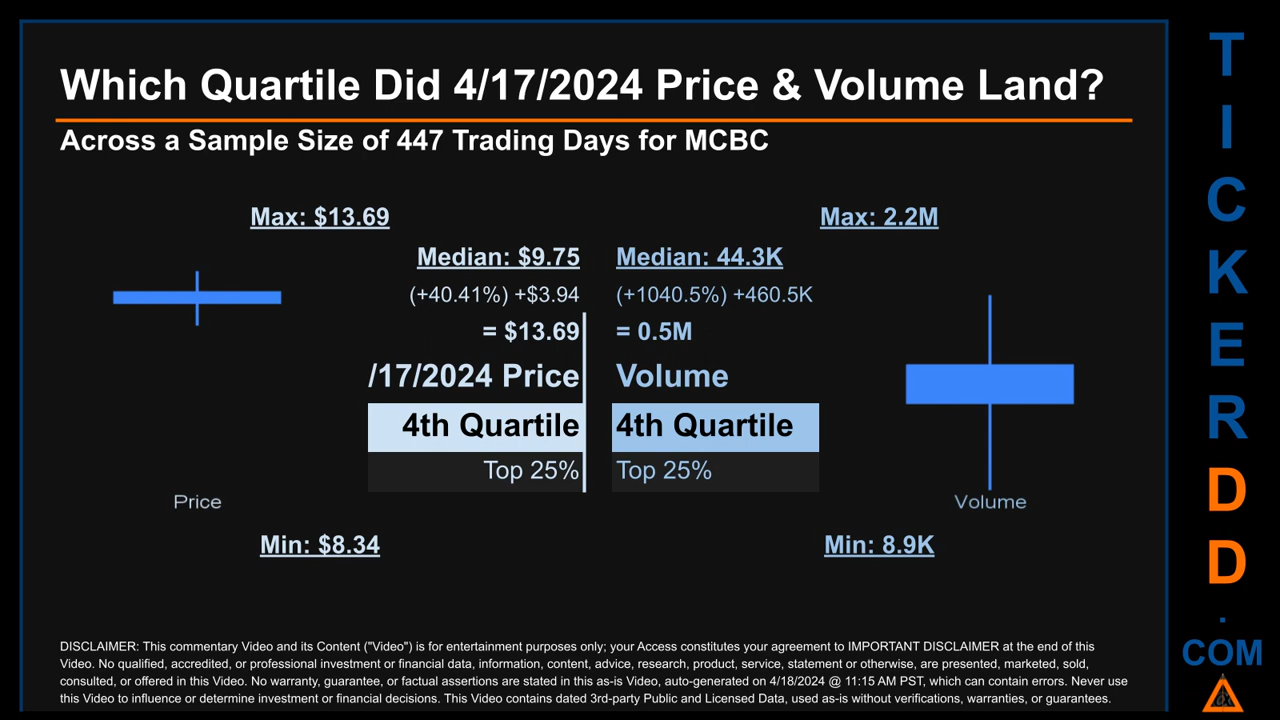 Which Quartile Did 4/17/2024 Price & Volume Land?
Across a Sample Size of 447 Trading Days for MCBC
Max: $13.69
Max: 2.2M
Median: $9.75
Median: 44.3K
(+40.41%) +$3.94
(+1040.5%) +460.5K
= $13.69
= 0.5M
/17/2024 Price
Volume
4th Quartile
4th Quartile
Top 25%
Top 25%
Price
Volume
Min: $8.34
Min: 8.9K
DISCLAIMER: This commentary Video and its Content ("Video") is for entertainment purposes only; your Access constitutes your agreement to IMPORTANT DISCLAIMER at the end of this
Video. No qualified, accredited, or professional investment or financial data, information, content, advice, research, product, service, statement or otherwise, are presented, marketed, sold,
consulted, or offered in this Video. No warranty, guarantee, or factual assertions are stated in this as-is Video, auto-generated on 4/18/2024 @ 11:15 AM PST, which can contain errors. Never use
this Video to influence or determine investment or financial decisions. This Video contains dated 3rd-party Public and Licensed Data, used as-is without verifications, warranties, or guarantees.
T
I
C
K
E
R
D
D
.
COM